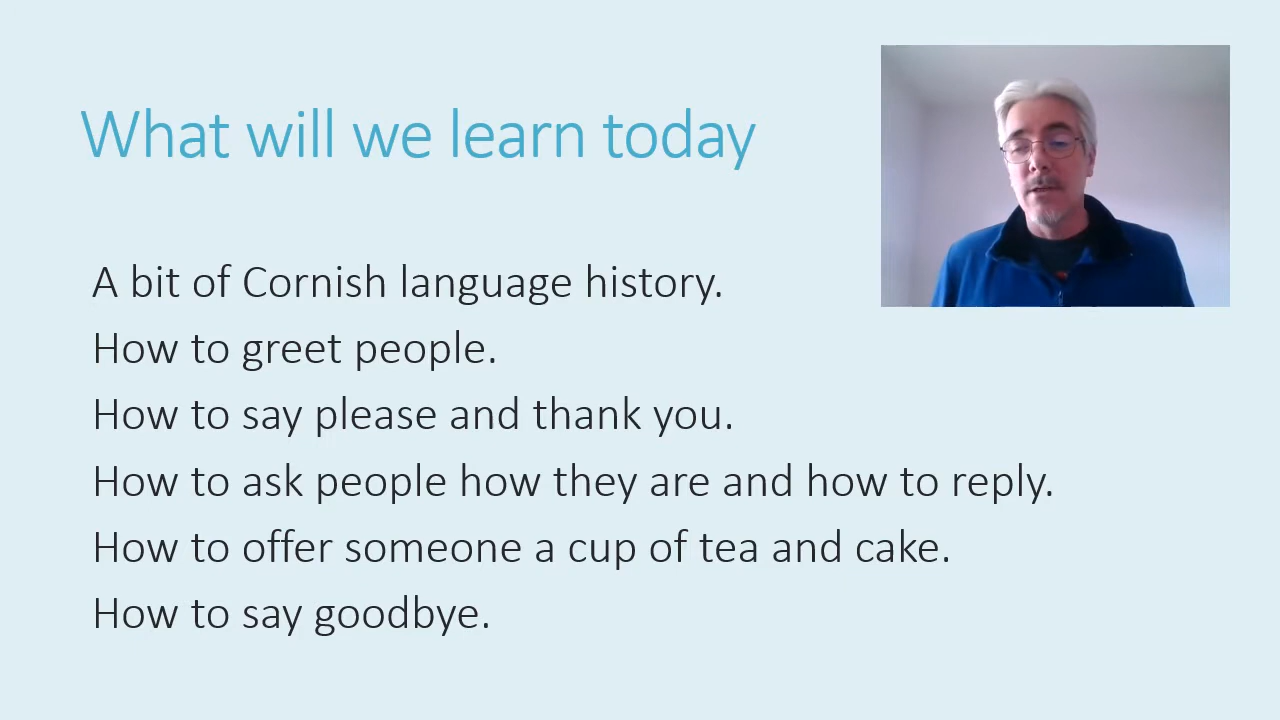 What will we learn today
A bit of Cornish language history.
How to greet people.
How to say please and thank you.
How to ask people how they are and how to reply.
How to offer someone a cup of tea and cake.
How to say goodbye.